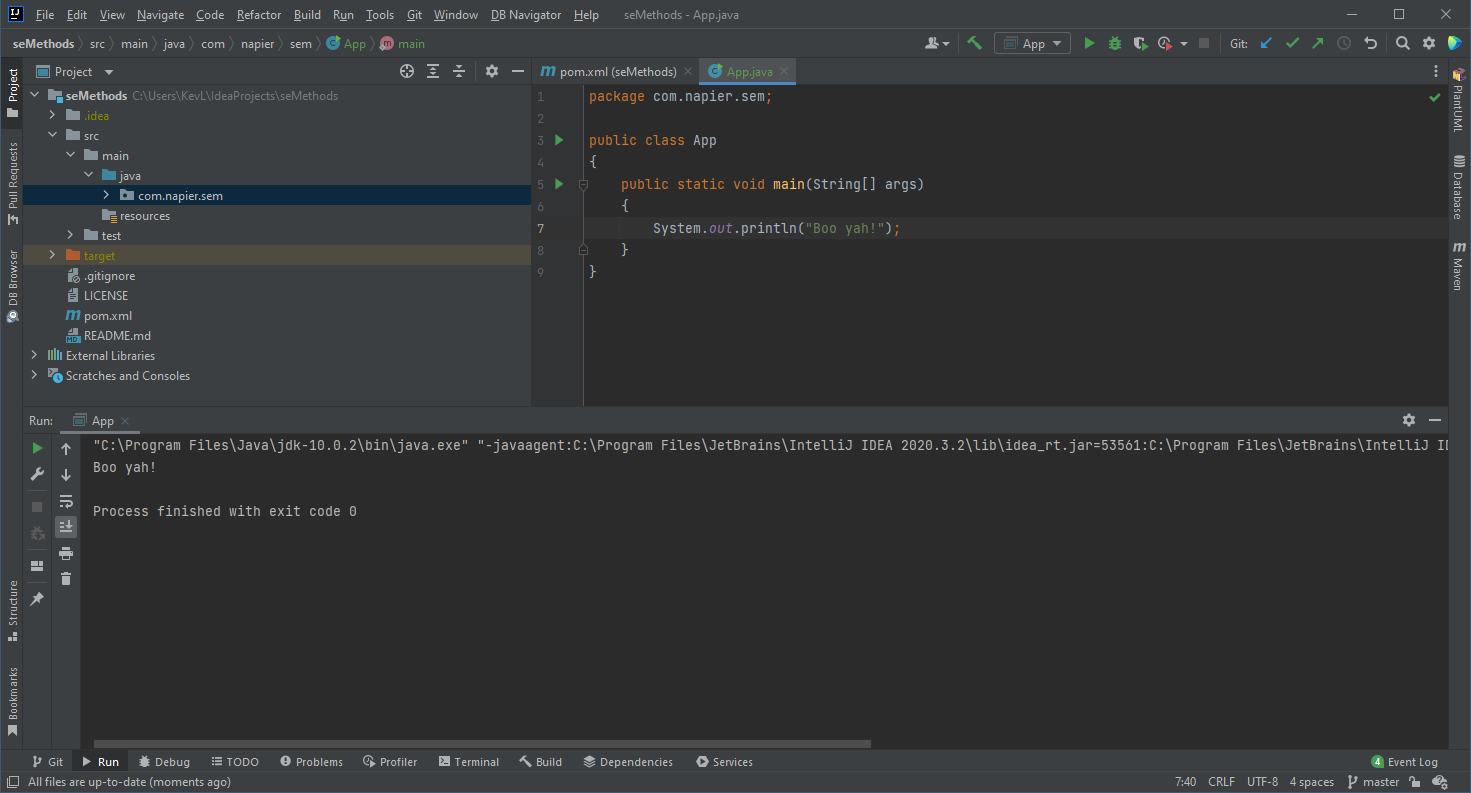 File Edit View Navigate Code Refactor Build Run Tools Git Window DB Navigator Help seMethods - App.java
seMethods src main java com napier sem App main
App
Git:
Project
pom.xml (seMethods)
App.java
seMethods C:\Users\KevL\IdeaProjects\seMethods
.idea
src
main
java
com.napier.sem
resources
test
target
.gitignore
LICENSE
pom.xml
README.md
External Libraries
Scratches and Consoles
1 package com.napier.sem;
2
3 public class App
4 {
5 public static void main(String[] args)
6 {
7 System.out.println("Boo yah!");
8 }
9 }
Run: App
"C:\Program Files\Java\jdk-10.0.2\bin\java.exe" "-javaagent:C:\Program Files\JetBrains\IntelliJ IDEA 2020.3.2\lib\idea_rt.jar=53561:C:\Program Files\JetBrains\IntelliJ ID
Boo yah!
Process finished with exit code 0
Project
Pull Requests
DB Browser
Structure
Bookmarks
PlantUML
Database
Maven
Git Run Debug TODO Problems Profiler Terminal Build Dependencies Services 4 Event Log
All files are up-to-date (moments ago) 7:40 CRLF UTF-8 4 spaces master